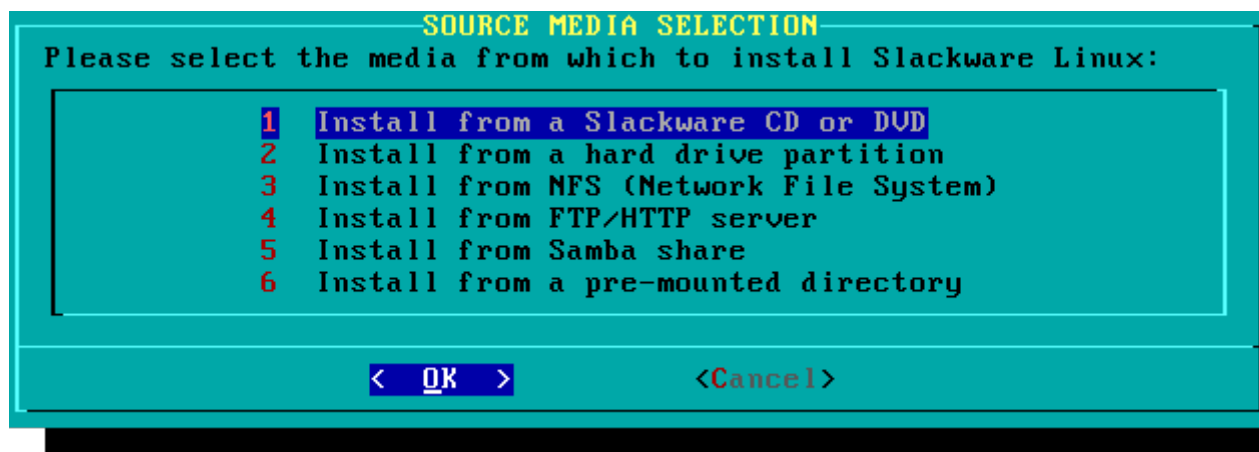 SOURCE MEDIA SELECTION
Please select the media from which to install Slackware Linux:
1 Install from a Slackware CD or DVD
2 Install from a hard drive partition
3 Install from NFS (Network File System)
4 Install from FTP/HTTP server
5 Install from Samba share
6 Install from a pre-mounted directory
< OK > <Cancel>